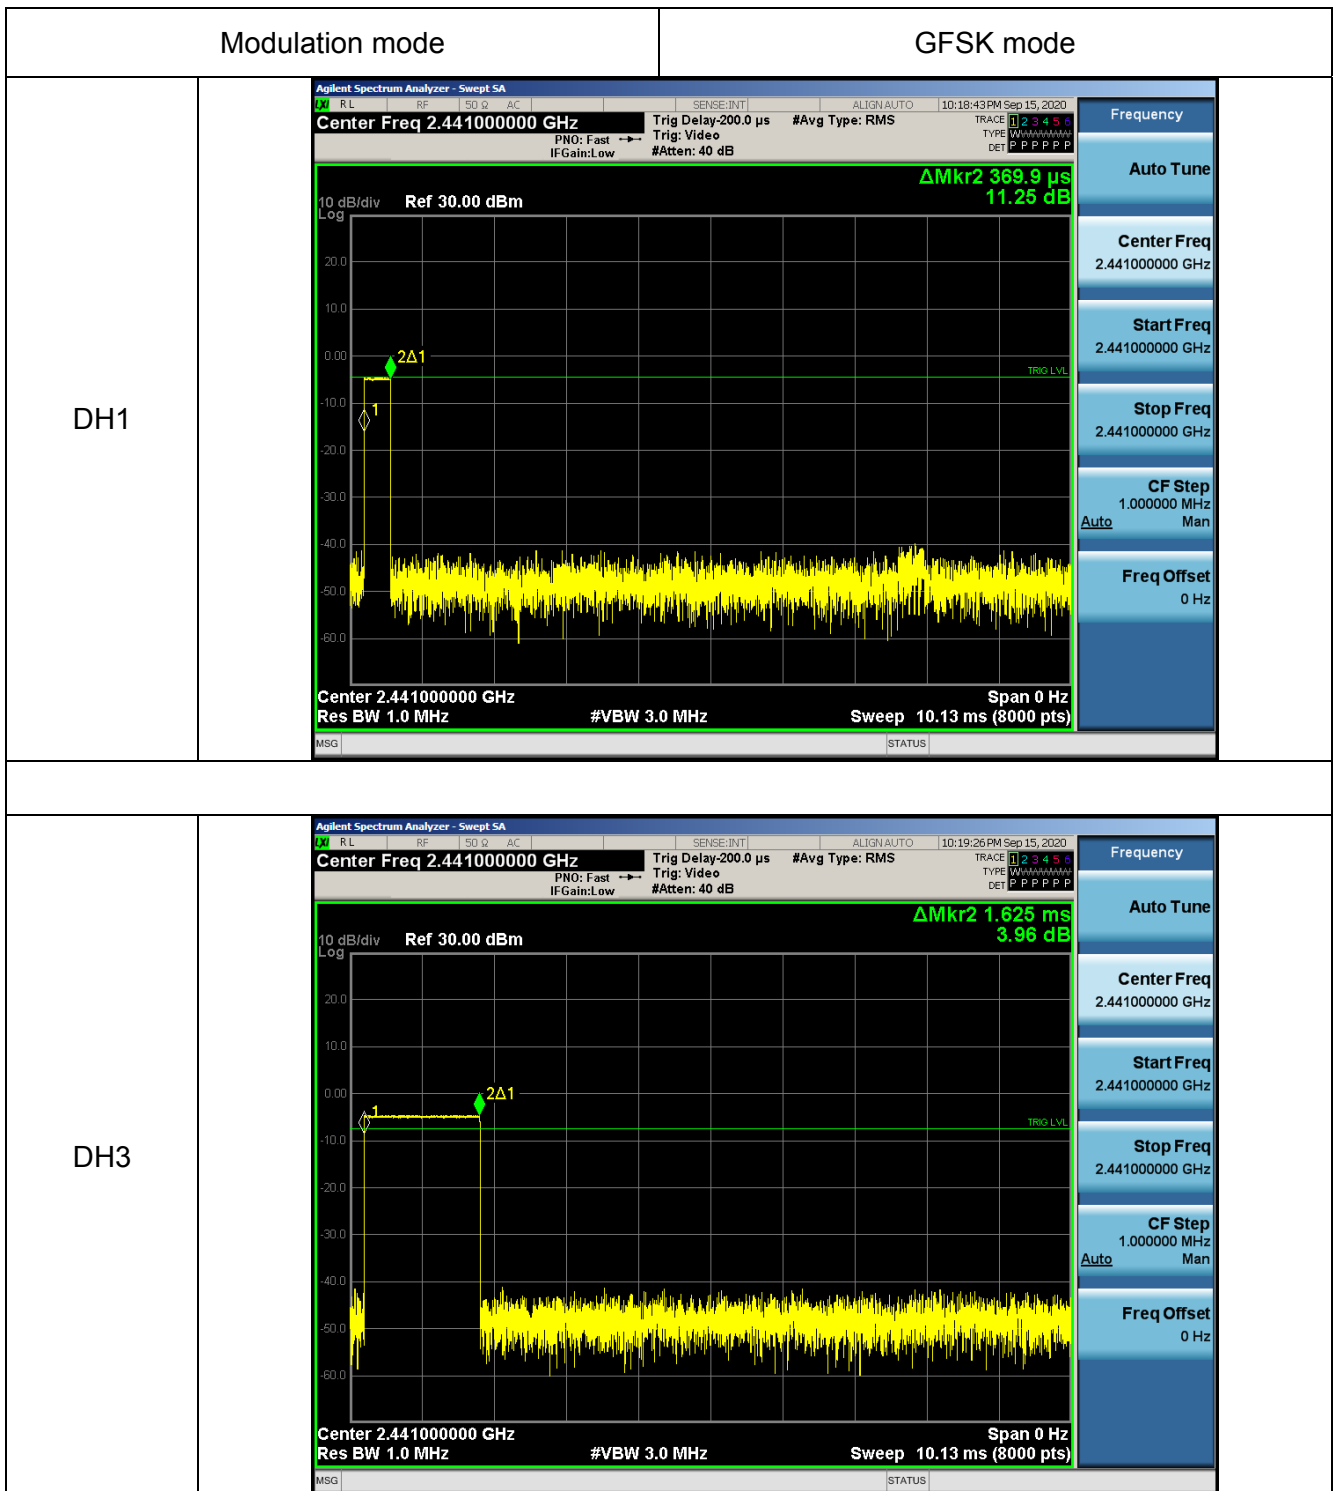 Modulation mode
GFSK mode
DH1
Agilent Spectrum Analyzer - Swept SA
LXI RL RF 50 Ω AC SENSE:INT ALIGN AUTO 10:18:43 PM Sep 15, 2020
Center Freq 2.441000000 GHz
PNO: Fast
IFGain:Low
Trig Delay-200.0 µs
Trig: Video
#Atten: 40 dB
#Avg Type: RMS
TRACE 1 2 3 4 5 6
TYPE WWWWWW
DET P P P P P P
ΔMkr2 369.9 µs
11.25 dB
10 dB/div Ref 30.00 dBm
Log
20.0
10.0
0.00
-10.0
-20.0
-30.0
-40.0
-50.0
-60.0
2Δ1
1
TRIG LVL
Center 2.441000000 GHz Span 0 Hz
Res BW 1.0 MHz #VBW 3.0 MHz Sweep 10.13 ms (8000 pts)
MSG STATUS
Frequency
Auto Tune
Center Freq
2.441000000 GHz
Start Freq
2.441000000 GHz
Stop Freq
2.441000000 GHz
CF Step
1.000000 MHz
Auto Man
Freq Offset
0 Hz
DH3
Agilent Spectrum Analyzer - Swept SA
LXI RL RF 50 Ω AC SENSE:INT ALIGN AUTO 10:19:26 PM Sep 15, 2020
Center Freq 2.441000000 GHz
PNO: Fast
IFGain:Low
Trig Delay-200.0 µs
Trig: Video
#Atten: 40 dB
#Avg Type: RMS
TRACE 1 2 3 4 5 6
TYPE WWWWWW
DET P P P P P P
ΔMkr2 1.625 ms
3.96 dB
10 dB/div Ref 30.00 dBm
Log
20.0
10.0
0.00
-10.0
-20.0
-30.0
-40.0
-50.0
-60.0
1
2Δ1
TRIG LVL
Center 2.441000000 GHz Span 0 Hz
Res BW 1.0 MHz #VBW 3.0 MHz Sweep 10.13 ms (8000 pts)
MSG STATUS
Frequency
Auto Tune
Center Freq
2.441000000 GHz
Start Freq
2.441000000 GHz
Stop Freq
2.441000000 GHz
CF Step
1.000000 MHz
Auto Man
Freq Offset
0 Hz